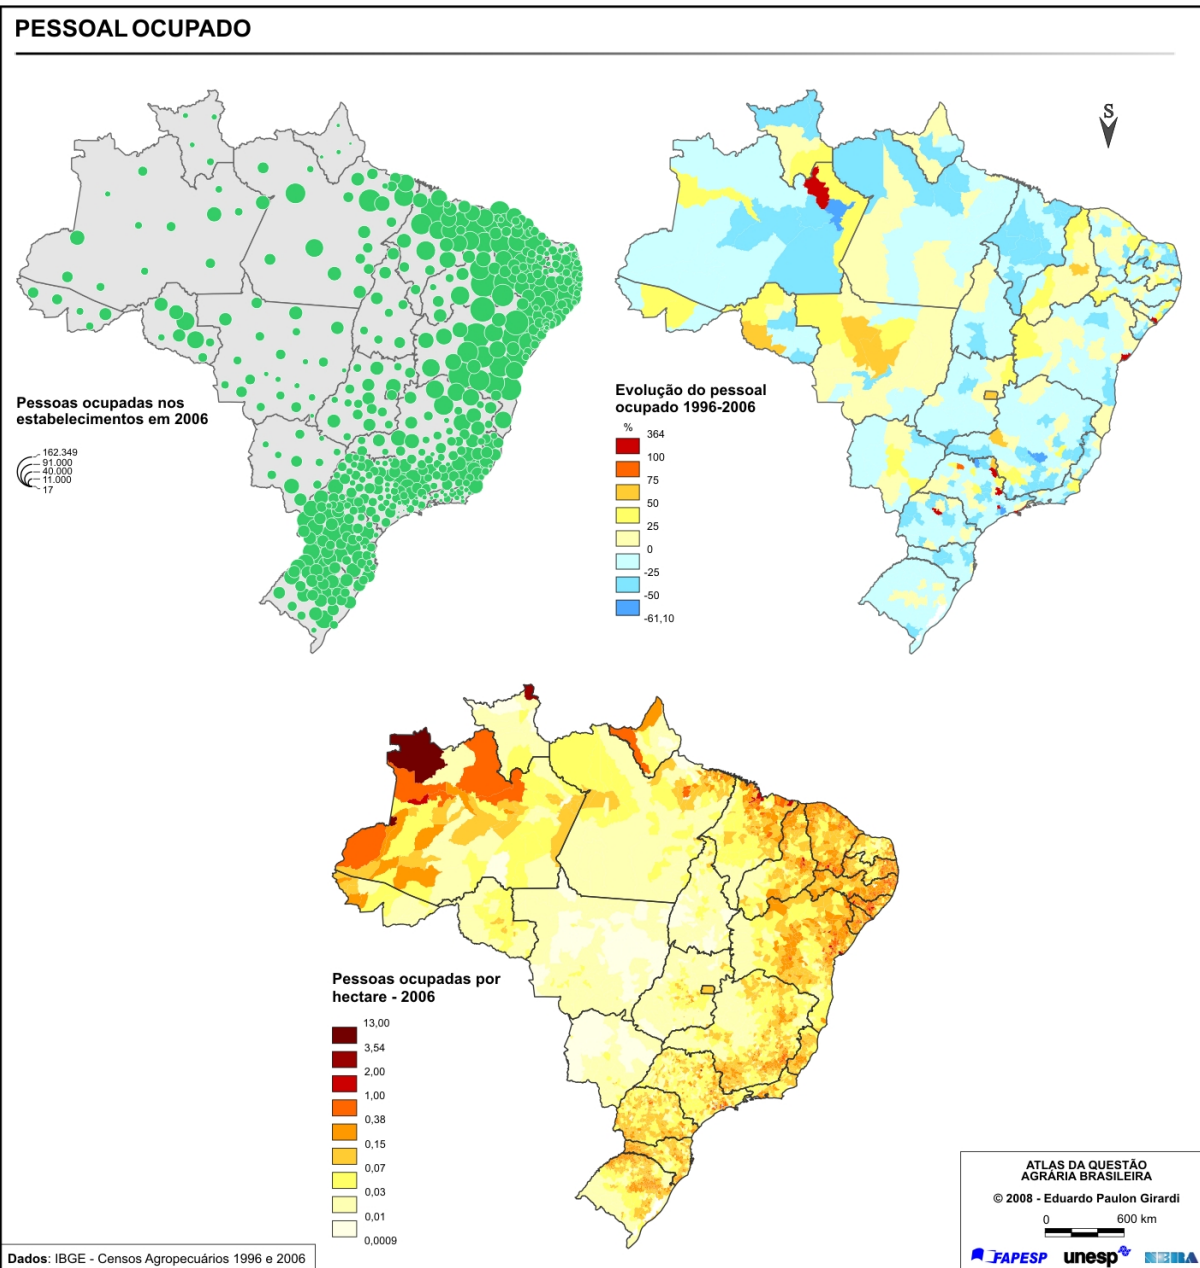 PESSOAL OCUPADO
S
Pessoas ocupadas nos
estabelecimentos em 2006
162.349
91.000
40.000
11.000
17
Evolução do pessoal
ocupado 1996-2006
%
364
100
75
50
25
0
-25
-50
-61,10
Pessoas ocupadas por
hectare - 2006
13,00
3,54
2,00
1,00
0,38
0,15
0,07
0,03
0,01
0,0009
ATLAS DA QUESTÃO
AGRÁRIA BRASILEIRA
© 2008 - Eduardo Paulon Girardi
0 600 km
FAPESP unesp NERA
Dados: IBGE - Censos Agropecuários 1996 e 2006